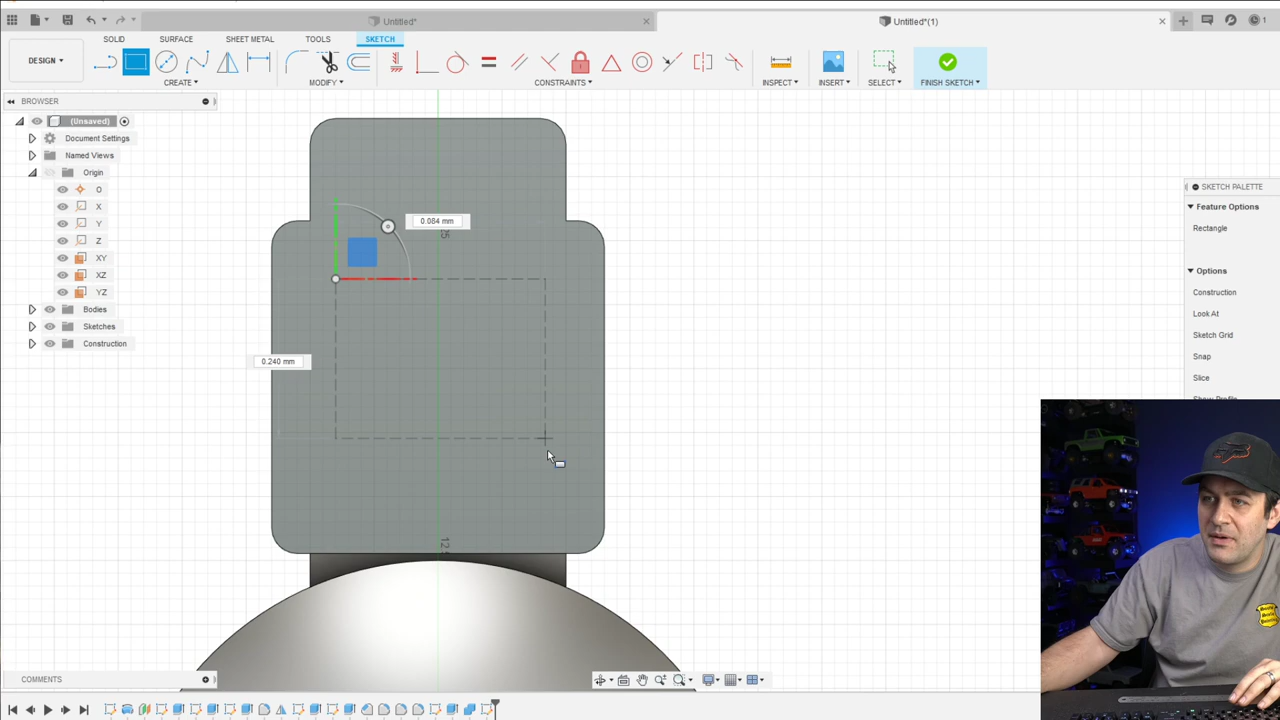 Untitled*
Untitled*(1)
1
SOLID
SURFACE
SHEET METAL
TOOLS
SKETCH
DESIGN
CREATE
MODIFY
CONSTRAINTS
INSPECT
INSERT
SELECT
FINISH SKETCH
BROWSER
(Unsaved)
Document Settings
Named Views
Origin
O
X
Y
Z
XY
XZ
YZ
Bodies
Sketches
Construction
0.084 mm
0.240 mm
SKETCH PALETTE
Feature Options
Rectangle
Options
Construction
Look At
Sketch Grid
Snap
Slice
COMMENTS